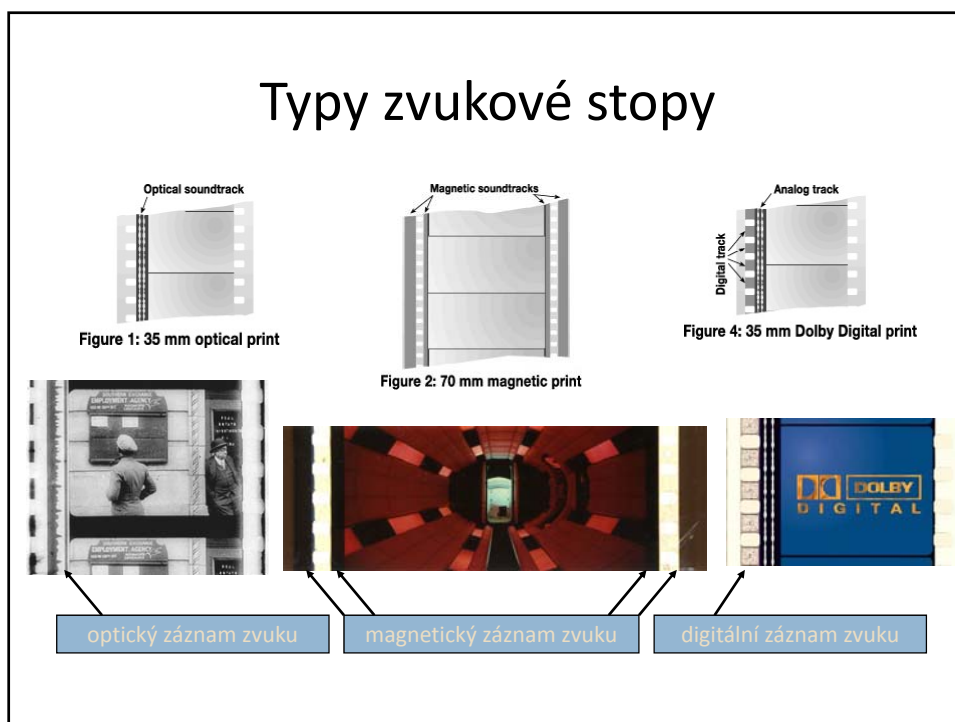 Typy zvukové stopy
Optical soundtrack
Figure 1: 35 mm optical print
Magnetic soundtracks
Figure 2: 70 mm magnetic print
Analog track
Digital track
Figure 4: 35 mm Dolby Digital print
EMPLOYMENT AGENCY
DOLBY
DIGITAL
optický záznam zvuku
magnetický záznam zvuku
digitální záznam zvuku